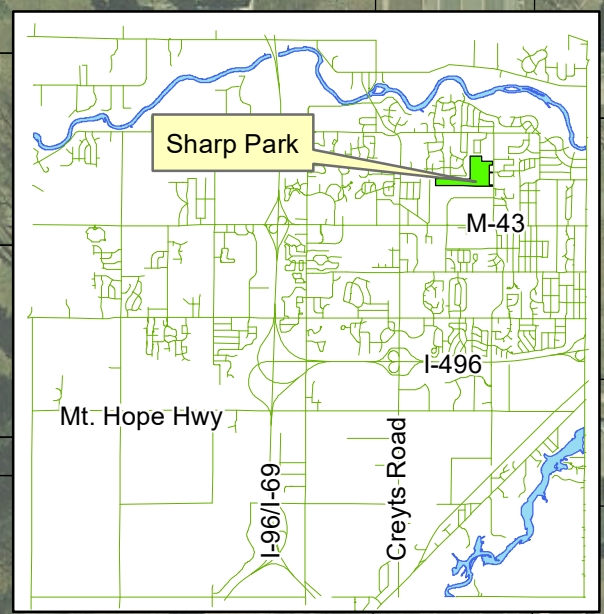 Sharp Park
M-43
I-496
Mt. Hope Hwy
I-96/I-69
Creyts Road